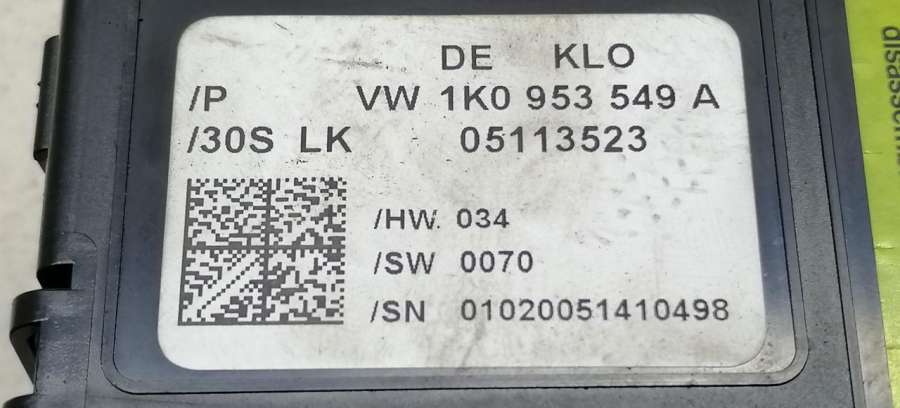 DE KLO
/P VW 1K0 953 549 A
/30S LK 05113523
/HW. 034
/SW 0070
/SN 01020051410498